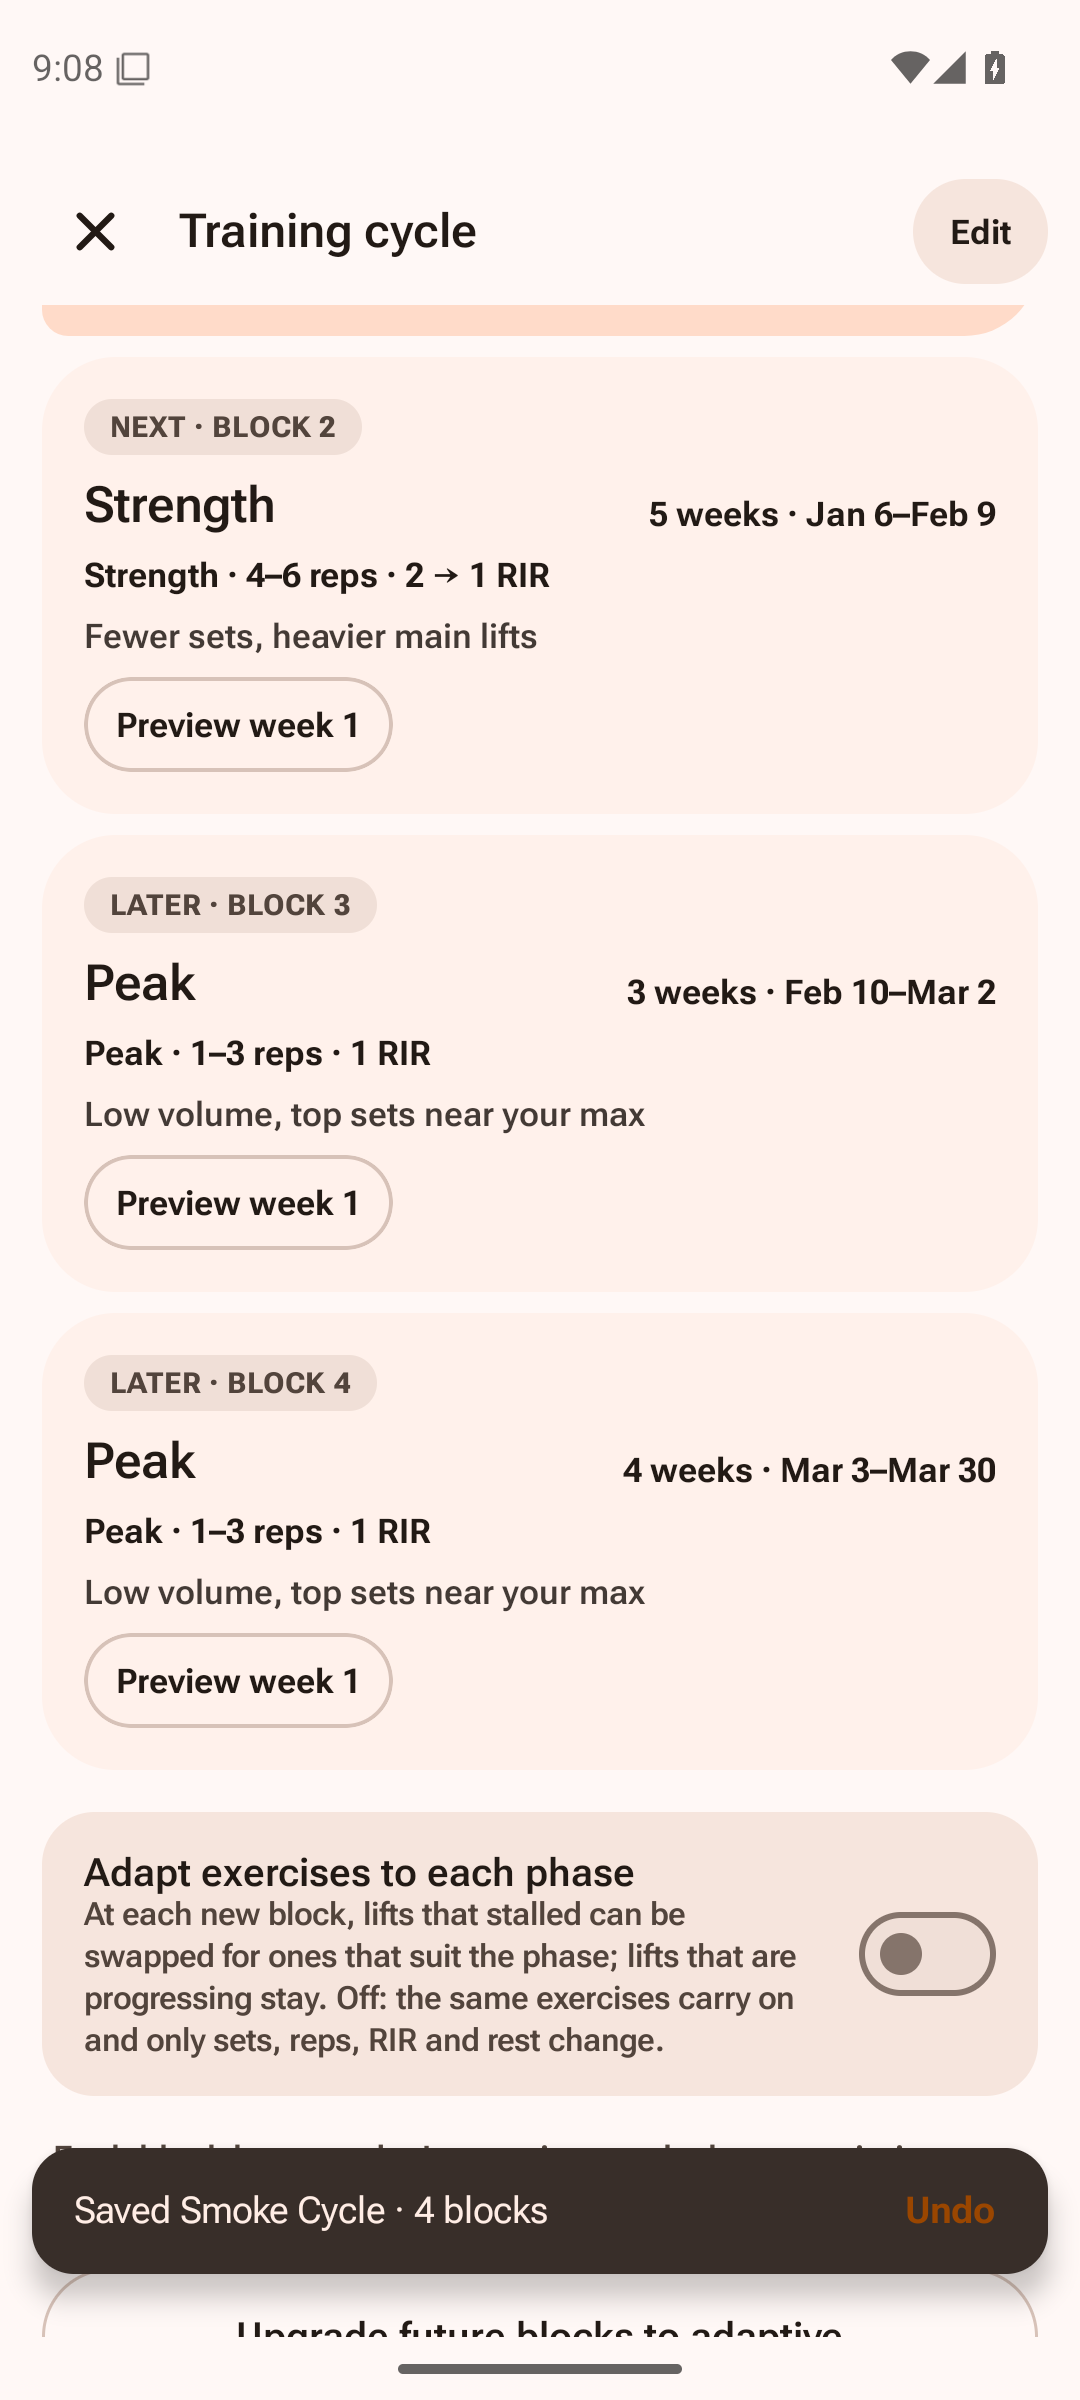 9:08
Training cycle
Edit
NEXT · BLOCK 2
Strength
5 weeks · Jan 6–Feb 9
Strength · 4–6 reps · 2 → 1 RIR
Fewer sets, heavier main lifts
Preview week 1
LATER · BLOCK 3
Peak
3 weeks · Feb 10–Mar 2
Peak · 1–3 reps · 1 RIR
Low volume, top sets near your max
Preview week 1
LATER · BLOCK 4
Peak
4 weeks · Mar 3–Mar 30
Peak · 1–3 reps · 1 RIR
Low volume, top sets near your max
Preview week 1
Adapt exercises to each phase
At each new block, lifts that stalled can be
swapped for ones that suit the phase; lifts that are
progressing stay. Off: the same exercises carry on
and only sets, reps, RIR and rest change.
Saved Smoke Cycle · 4 blocks
Undo
Upgrade future blocks to adaptive